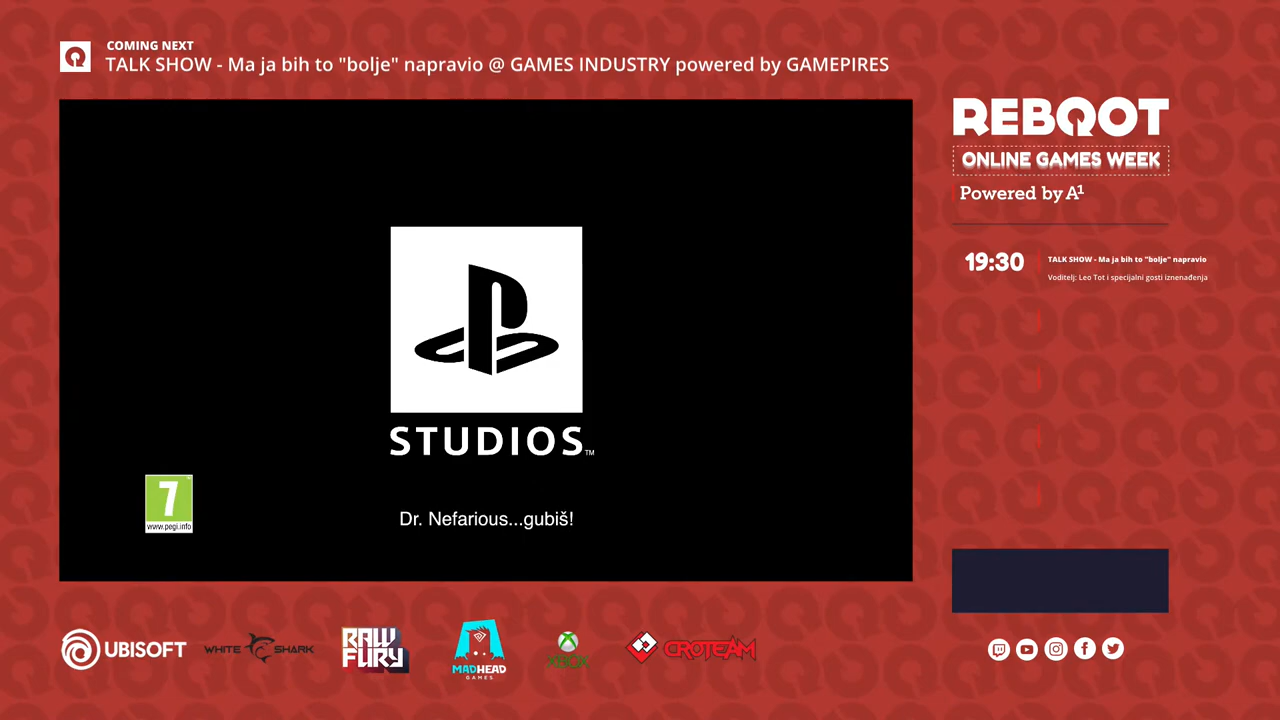 COMING NEXT
TALK SHOW - Ma ja bih to "bolje" napravio @ GAMES INDUSTRY powered by GAMEPIRES
REBOOT
ONLINE GAMES WEEK
Powered by A1
19:30
TALK SHOW - Ma ja bih to "bolje" napravio
Voditelj: Leo Tot i specijalni gosti iznenađenja
STUDIOS™
7
www.pegi.info
Dr. Nefarious...gubiš!
UBISOFT
WHITE SHARK
RAW
FURY
MADHEAD
GAMES
XBOX
CROTEAM